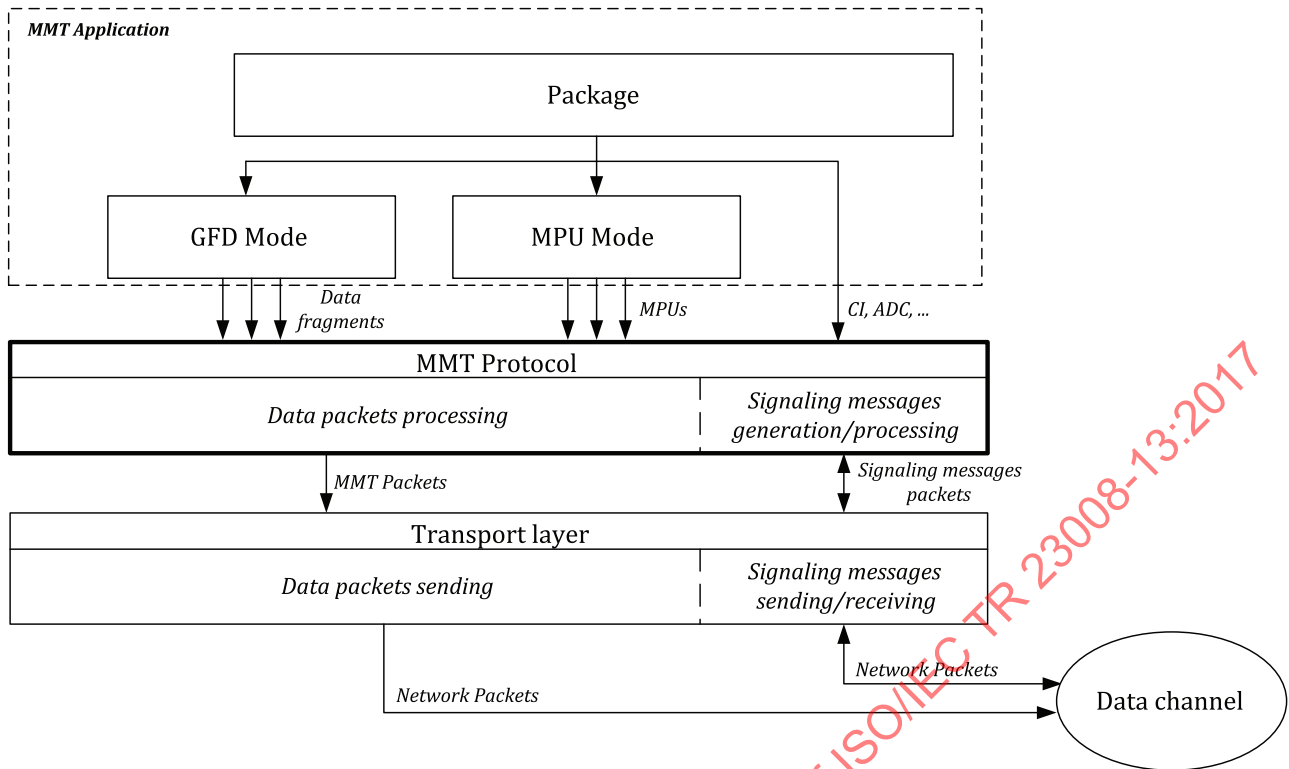 MMT Application
Package
GFD Mode
MPU Mode
Data
fragments
MPUs
CI, ADC, ...
MMT Protocol
Data packets processing
Signaling messages
generation/processing
MMT Packets
Signaling messages
packets
Transport layer
Data packets sending
Signaling messages
sending/receiving
Network Packets
Network Packets
Data channel
ISO/IEC TR 23008-13:2017